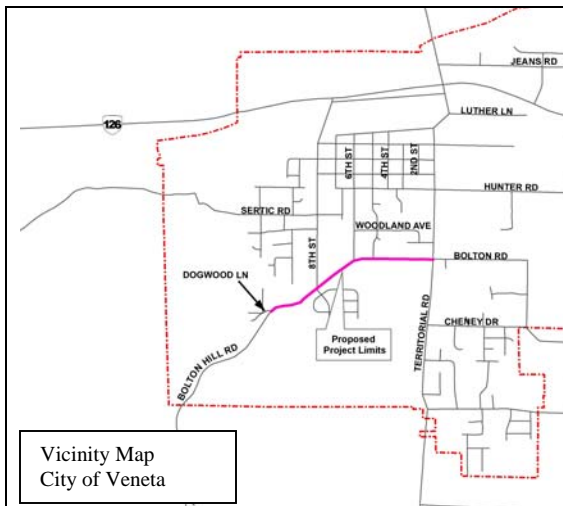 JEANS RD
LUTHER LN
126
6TH ST
4TH ST
2ND ST
HUNTER RD
SERTIC RD
WOODLAND AVE
8TH ST
BOLTON RD
DOGWOOD LN
Proposed
Project Limits
TERRITORIAL RD
CHENEY DR
BOLTON HILL RD
Vicinity Map
City of Veneta